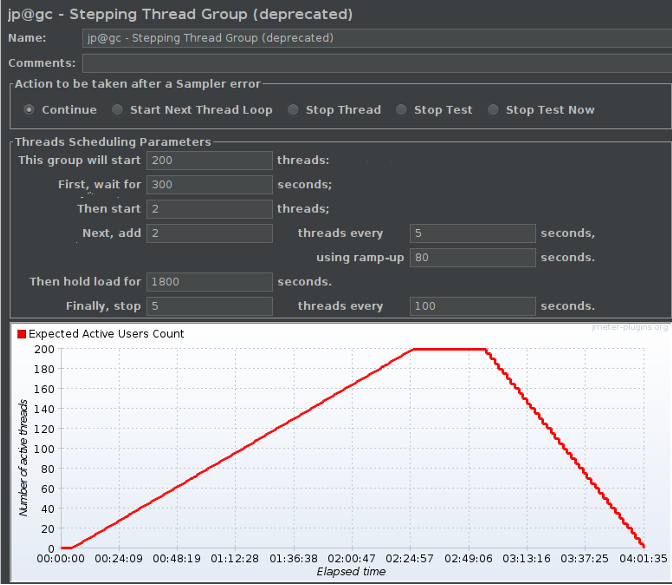 jp@gc - Stepping Thread Group (deprecated)
Name: jp@gc - Stepping Thread Group (deprecated)
Comments:
Action to be taken after a Sampler error
Continue Start Next Thread Loop Stop Thread Stop Test Stop Test Now
Threads Scheduling Parameters
This group will start 200 threads:
First, wait for 300 seconds;
Then start 2 threads;
Next, add 2 threads every 5 seconds,
using ramp-up 80 seconds.
Then hold load for 1800 seconds.
Finally, stop 5 threads every 100 seconds.
jmeter-plugins.org
Expected Active Users Count
200
180
160
140
120
100
80
60
40
20
0
Number of active threads
00:00:00 00:24:09 00:48:19 01:12:28 01:36:38 02:00:47 02:24:57 02:49:06 03:13:16 03:37:25 04:01:35
Elapsed time